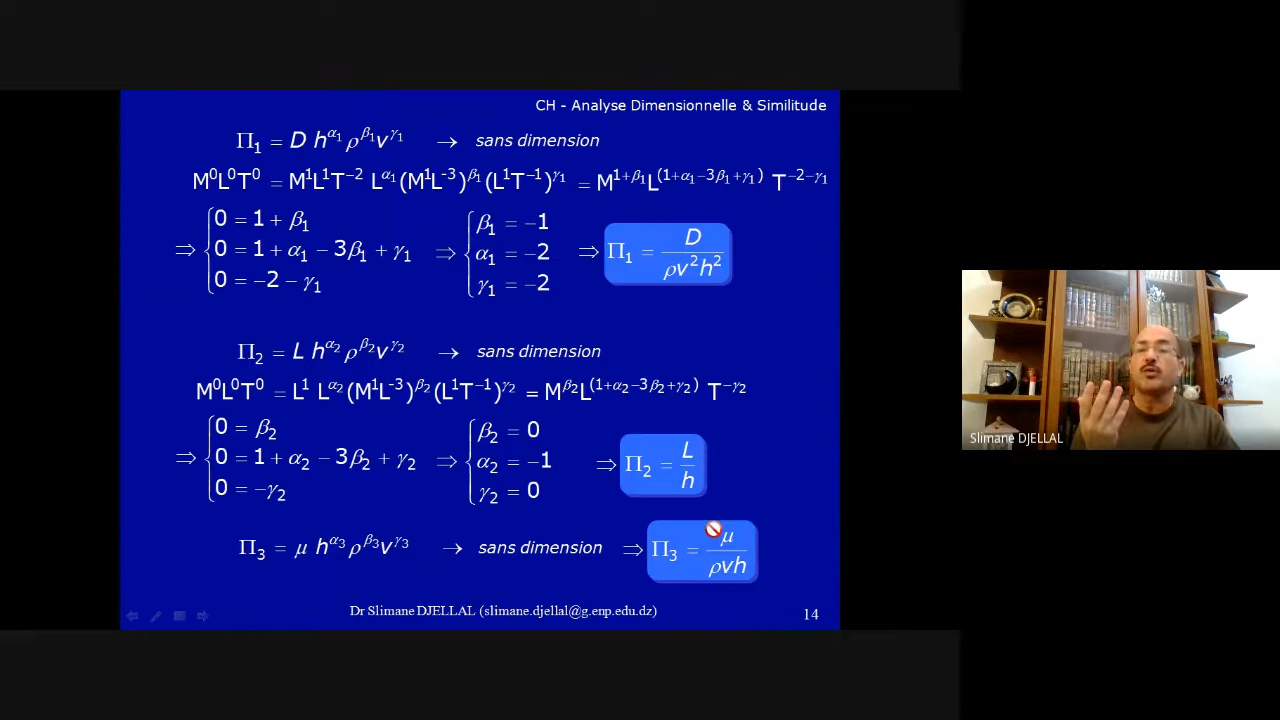 CH - Analyse Dimensionnelle & Similitude
Π₁ = D h^α₁ ρ^β₁ v^γ₁ → sans dimension
M⁰L⁰T⁰ = M¹L¹T⁻² L^α₁ (M¹L⁻³)^β₁ (L¹T⁻¹)^γ₁ = M^1+β₁ L^(1+α₁−3β₁+γ₁) T^−2−γ₁
0 = 1 + β₁
β₁ = −1
⇒ 0 = 1 + α₁ − 3β₁ + γ₁ ⇒ α₁ = −2 ⇒ Π₁ = D / ρv²h²
0 = −2 − γ₁
γ₁ = −2
Π₂ = L h^α₂ ρ^β₂ v^γ₂ → sans dimension
M⁰L⁰T⁰ = L¹ L^α₂ (M¹L⁻³)^β₂ (L¹T⁻¹)^γ₂ = M^β₂ L^(1+α₂−3β₂+γ₂) T^−γ₂
0 = β₂
β₂ = 0
⇒ 0 = 1 + α₂ − 3β₂ + γ₂ ⇒ α₂ = −1 ⇒ Π₂ = L / h
0 = −γ₂
γ₂ = 0
Π₃ = μ h^α₃ ρ^β₃ v^γ₃ → sans dimension ⇒ Π₃ = μ / ρvh
Dr Slimane DJELLAL (slimane.djellal@g.enp.edu.dz)
14
Slimane DJELLAL